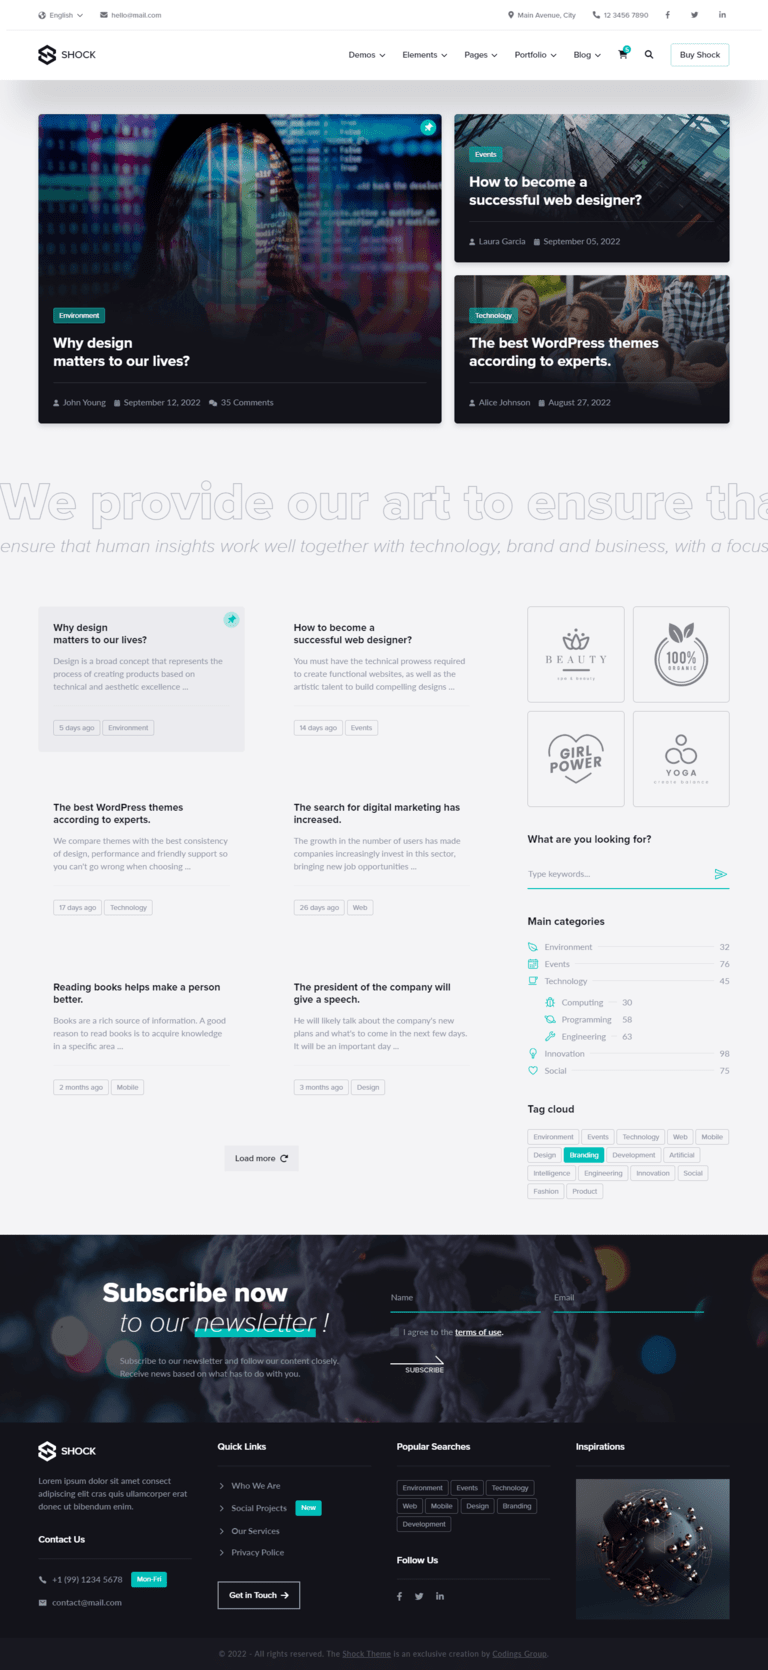 English
hello@mail.com
Main Avenue, City
12 3456 7890
SHOCK
Demos
Elements
Pages
Portfolio
Blog
Buy Shock
Environment
Why design
matters to our lives?
John Young
September 12, 2022
35 Comments
Events
How to become a
successful web designer?
Laura Garcia
September 05, 2022
Technology
The best WordPress themes
according to experts.
Alice Johnson
August 27, 2022
We provide our art to ensure tha
ensure that human insights work well together with technology, brand and business, with a focus
Why design
matters to our lives?
Design is a broad concept that represents the
process of creating products based on
technical and aesthetic excellence ...
5 days ago
Environment
How to become a
successful web designer?
You must have the technical prowess required
to create functional websites, as well as the
artistic talent to build compelling designs ...
14 days ago
Events
The best WordPress themes
according to experts.
We compare themes with the best consistency
of design, performance and friendly support so
you can't go wrong when choosing ...
17 days ago
Technology
The search for digital marketing has
increased.
The growth in the number of users has made
companies increasingly invest in this sector,
bringing new job opportunities ...
26 days ago
Web
Reading books helps make a person
better.
Books are a rich source of information. A good
reason to read books is to acquire knowledge
in a specific area ...
2 months ago
Mobile
The president of the company will
give a speech.
He will likely talk about the company's new
plans and what's to come in the next few days.
It will be an important day ...
3 months ago
Design
Load more
BEAUTY
spa & beauty
100%
ORGANIC
GIRL
POWER
YOGA
create balance
What are you looking for?
Type keywords...
Main categories
Environment 32
Events 76
Technology 45
Computing 30
Programming 58
Engineering 63
Innovation 98
Social 75
Tag cloud
Environment Events Technology Web Mobile
Design Branding Development Artificial
Intelligence Engineering Innovation Social
Fashion Product
Subscribe now
to our newsletter !
Subscribe to our newsletter and follow our content closely.
Receive news based on what has to do with you.
Name
Email
I agree to the terms of use.
SUBSCRIBE
SHOCK
Lorem ipsum dolor sit amet consect
adipiscing elit cras quis ullamcorper erat
donec ut bibendum enim.
Contact Us
+1 (99) 1234 5678 Mon-Fri
contact@mail.com
Quick Links
Who We Are
Social Projects New
Our Services
Privacy Police
Get in Touch
Popular Searches
Environment Events Technology
Web Mobile Design Branding
Development
Follow Us
Inspirations
© 2022 - All rights reserved. The Shock Theme is an exclusive creation by Codings Group.